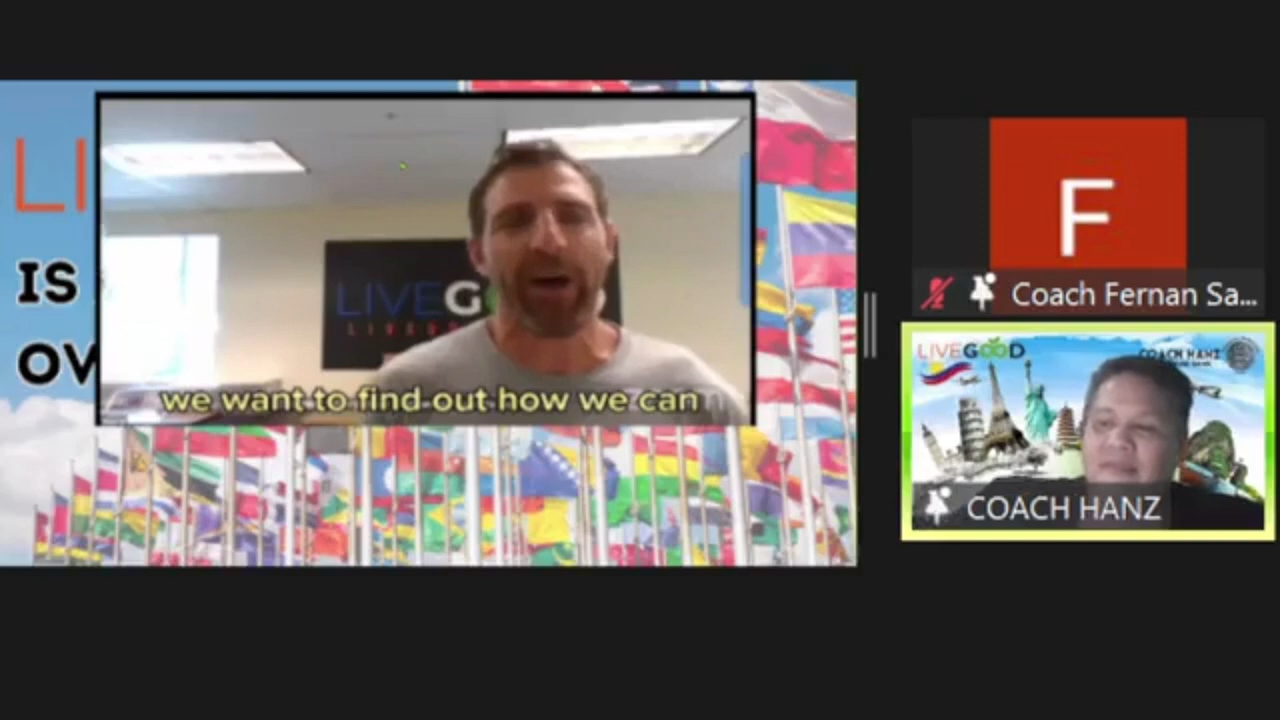 LI
IS
OV
LIVEG
we want to find out how we can
F
Coach Fernan Sa...
LIVEGOOD
COACH HANZ
COACH HANZ